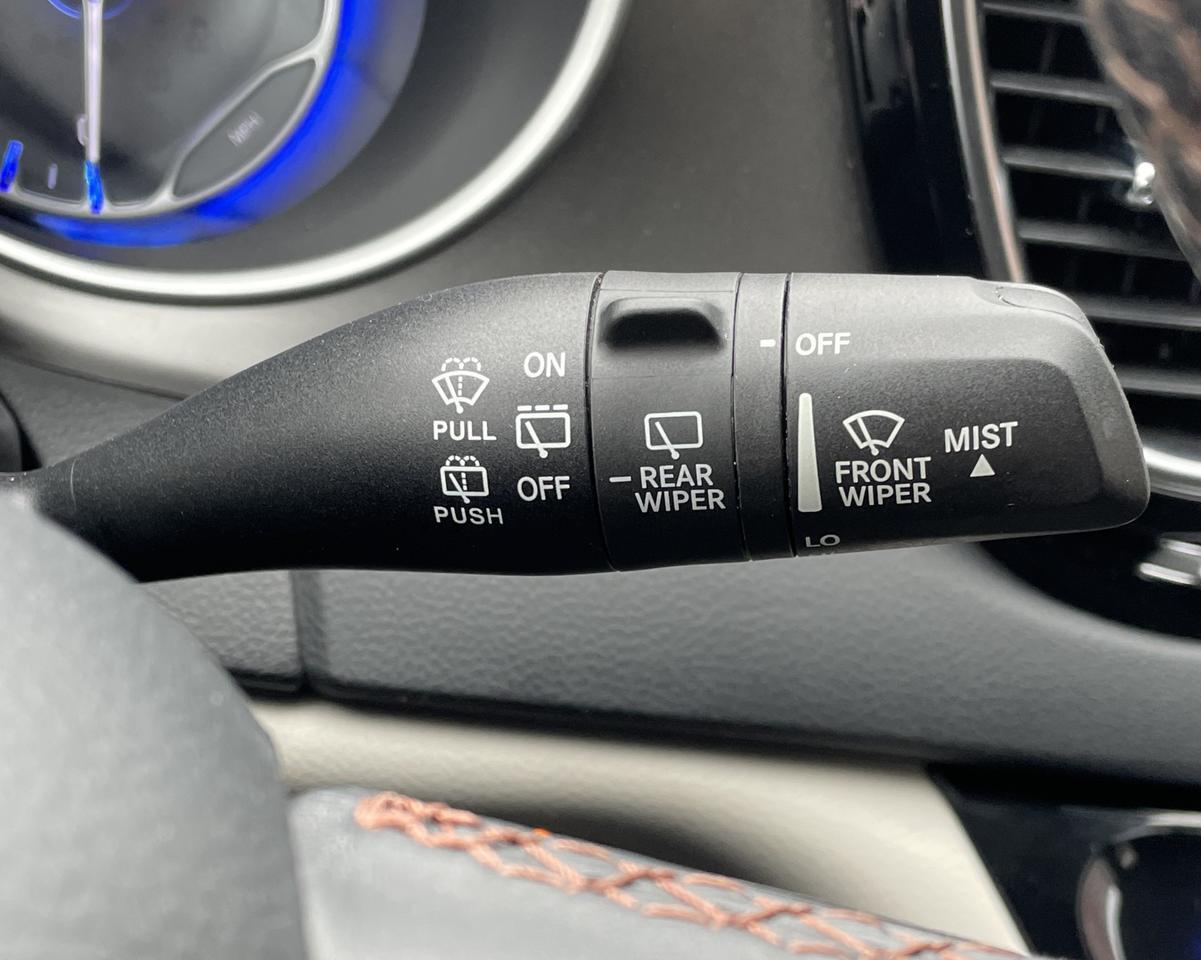 MPH
ON
PULL
OFF
PUSH
REAR
WIPER
OFF
FRONT
WIPER
MIST
LO